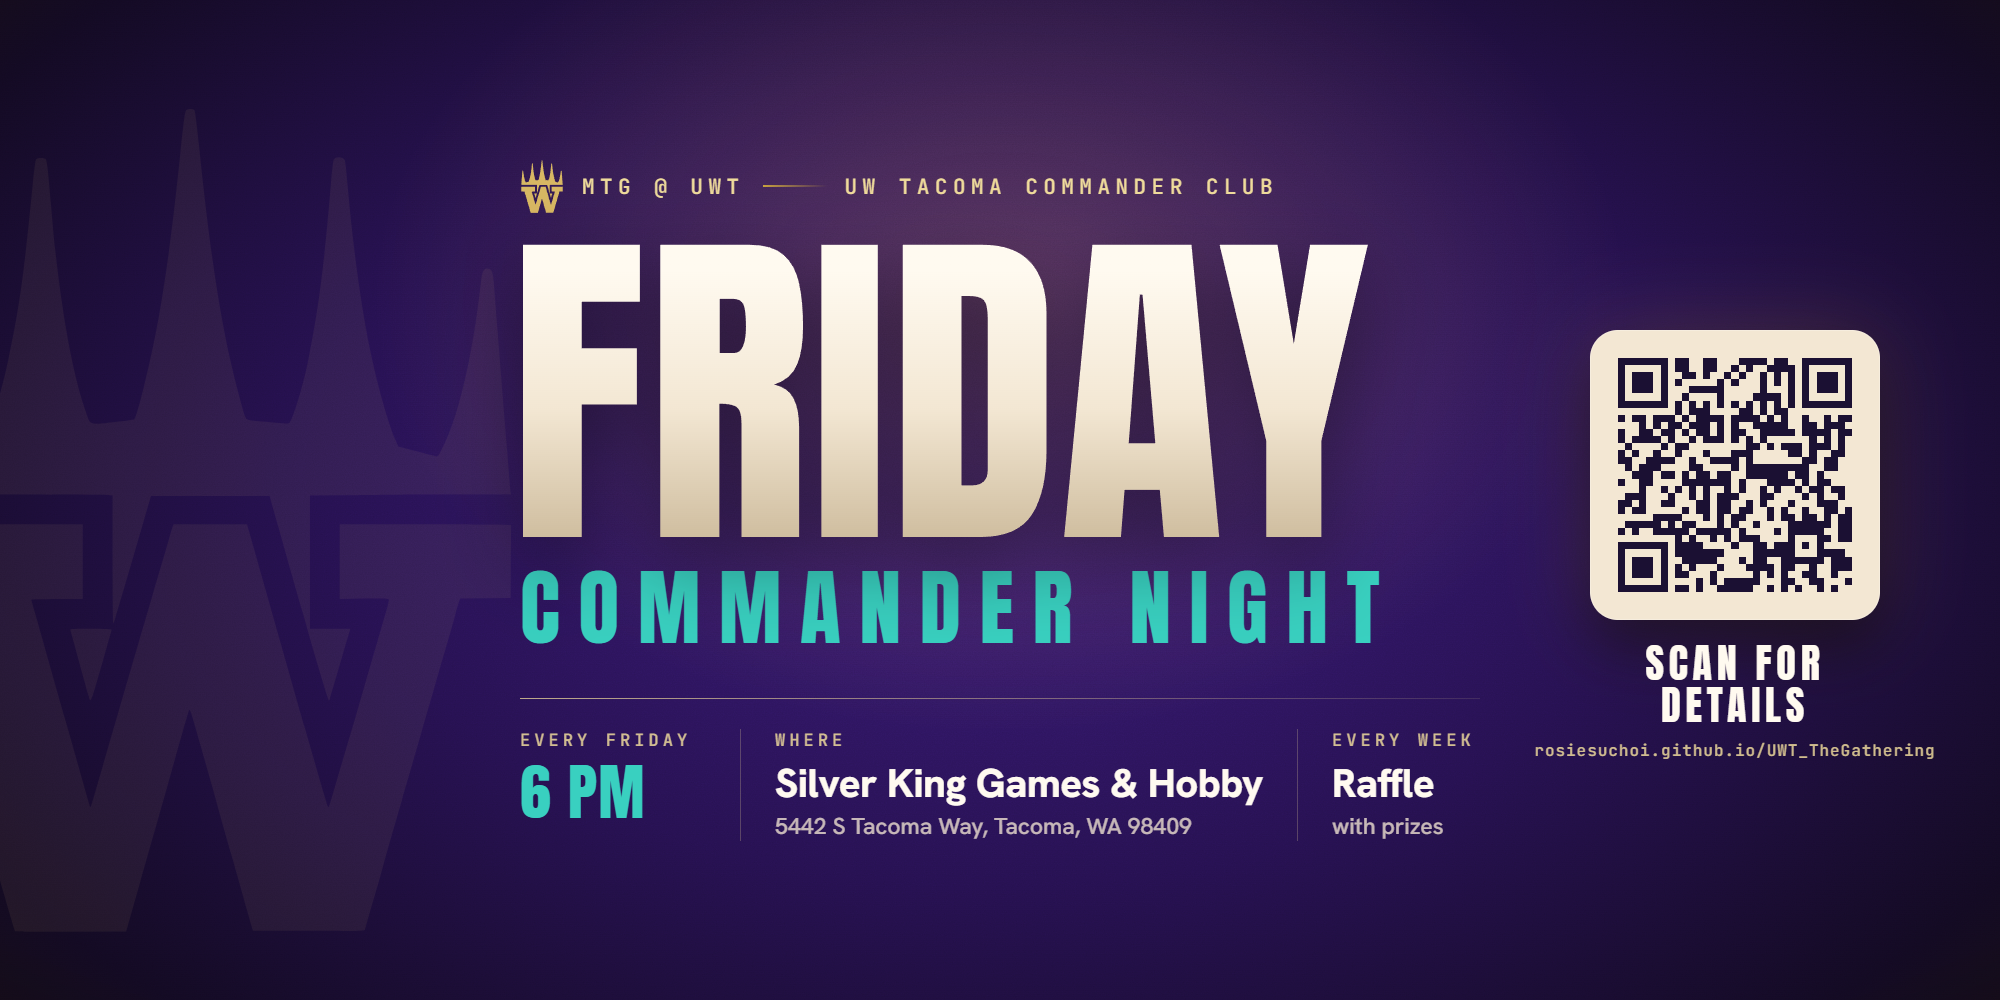 MTG @ UWT UW TACOMA COMMANDER CLUB
FRIDAY
COMMANDER NIGHT
EVERY FRIDAY
6 PM
WHERE
Silver King Games & Hobby
5442 S Tacoma Way, Tacoma, WA 98409
EVERY WEEK
Raffle
with prizes
SCAN FOR
DETAILS
rosiesuchoi.github.io/UWT_TheGathering
W
W